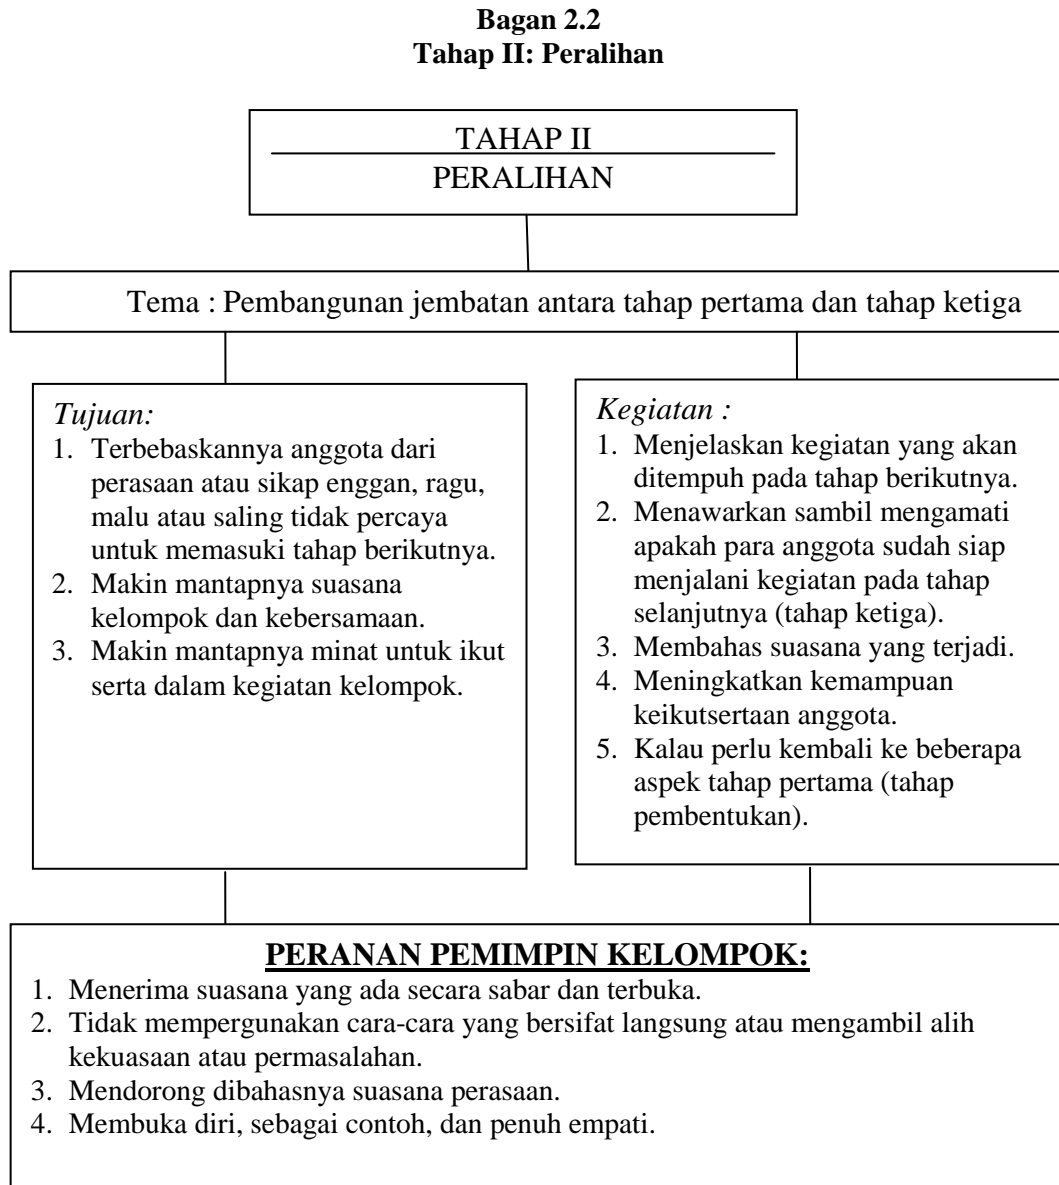 Bagan 2.2
Tahap II: Peralihan
TAHAP II
PERALIHAN
Tema : Pembangunan jembatan antara tahap pertama dan tahap ketiga
Tujuan:
1. Terbebaskannya anggota dari
perasaan atau sikap enggan, ragu,
malu atau saling tidak percaya
untuk memasuki tahap berikutnya.
2. Makin mantapnya suasana
kelompok dan kebersamaan.
3. Makin mantapnya minat untuk ikut
serta dalam kegiatan kelompok.
Kegiatan :
1. Menjelaskan kegiatan yang akan
ditempuh pada tahap berikutnya.
2. Menawarkan sambil mengamati
apakah para anggota sudah siap
menjalani kegiatan pada tahap
selanjutnya (tahap ketiga).
3. Membahas suasana yang terjadi.
4. Meningkatkan kemampuan
keikutsertaan anggota.
5. Kalau perlu kembali ke beberapa
aspek tahap pertama (tahap
pembentukan).
PERANAN PEMIMPIN KELOMPOK:
1. Menerima suasana yang ada secara sabar dan terbuka.
2. Tidak mempergunakan cara-cara yang bersifat langsung atau mengambil alih
kekuasaan atau permasalahan.
3. Mendorong dibahasnya suasana perasaan.
4. Membuka diri, sebagai contoh, dan penuh empati.